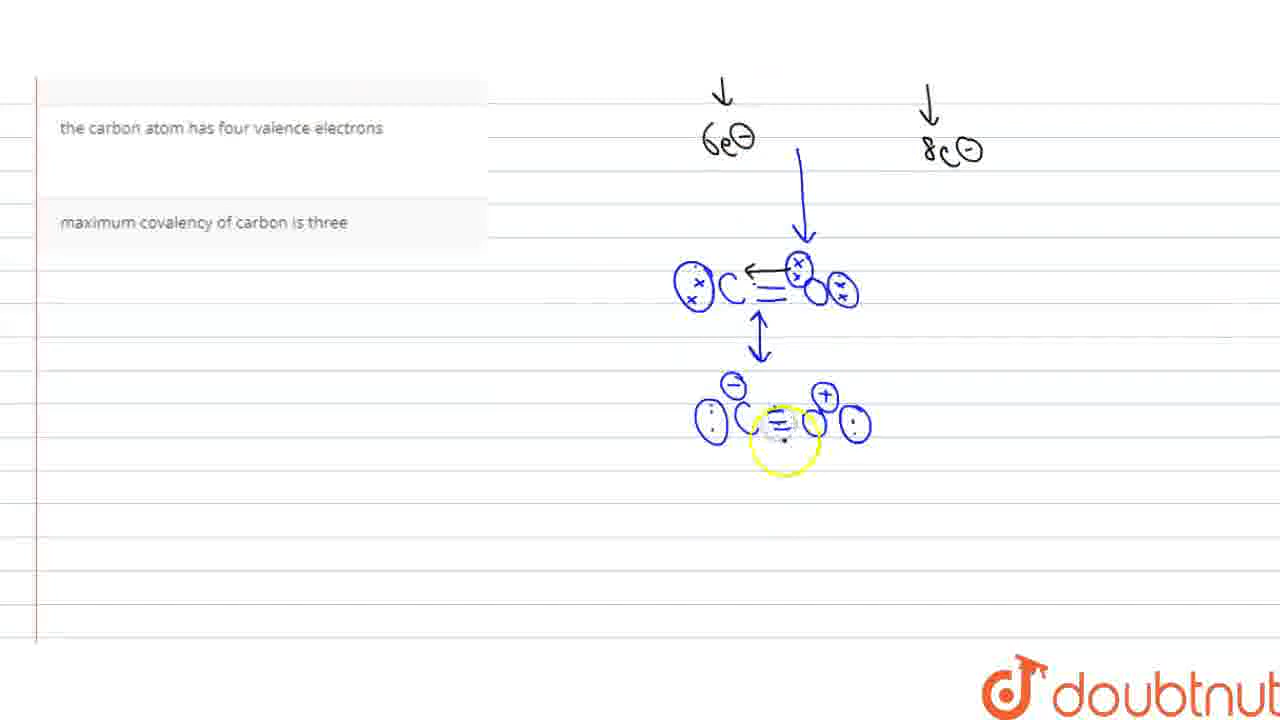 the carbon atom has four valence electrons
maximum covalency of carbon is three
6e⊖ 8e⊖
C = O
⊖ ⊕
C ≡ O
doubtnut